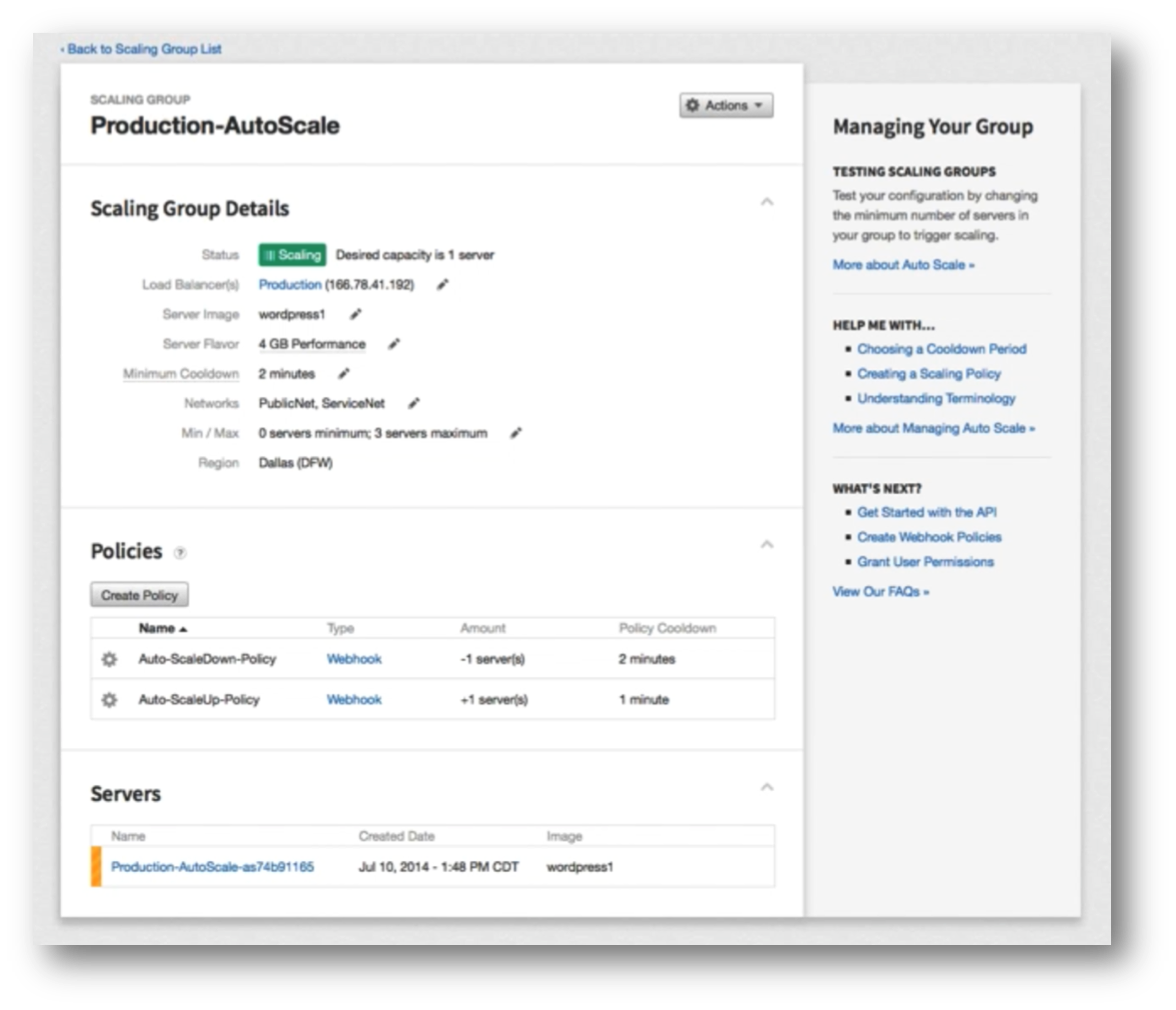 ‹ Back to Scaling Group List
SCALING GROUP
Production-AutoScale
Actions
Scaling Group Details
Status Scaling Desired capacity is 1 server
Load Balancer(s) Production (166.78.41.192)
Server Image wordpress1
Server Flavor 4 GB Performance
Minimum Cooldown 2 minutes
Networks PublicNet, ServiceNet
Min / Max 0 servers minimum; 3 servers maximum
Region Dallas (DFW)
Policies ?
Create Policy
Name Type Amount Policy Cooldown
Auto-ScaleDown-Policy Webhook -1 server(s) 2 minutes
Auto-ScaleUp-Policy Webhook +1 server(s) 1 minute
Servers
Name Created Date Image
Production-AutoScale-as74b91165 Jul 10, 2014 - 1:48 PM CDT wordpress1
Managing Your Group
TESTING SCALING GROUPS
Test your configuration by changing
the minimum number of servers in
your group to trigger scaling.
More about Auto Scale »
HELP ME WITH...
▪ Choosing a Cooldown Period
▪ Creating a Scaling Policy
▪ Understanding Terminology
More about Managing Auto Scale »
WHAT'S NEXT?
▪ Get Started with the API
▪ Create Webhook Policies
▪ Grant User Permissions
View Our FAQs »